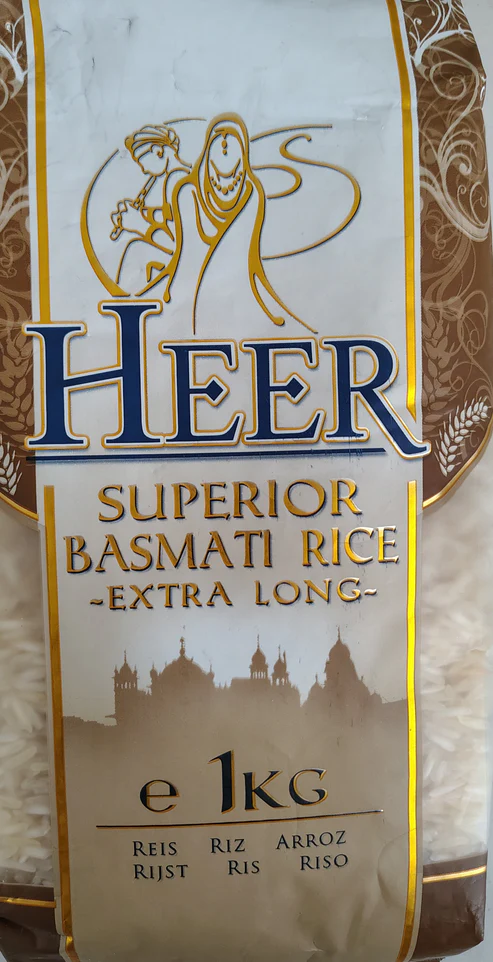 HEER
SUPERIOR
BASMATI RICE
~EXTRA LONG~
e 1KG
REIS RIZ ARROZ
RIJST RIS RISO